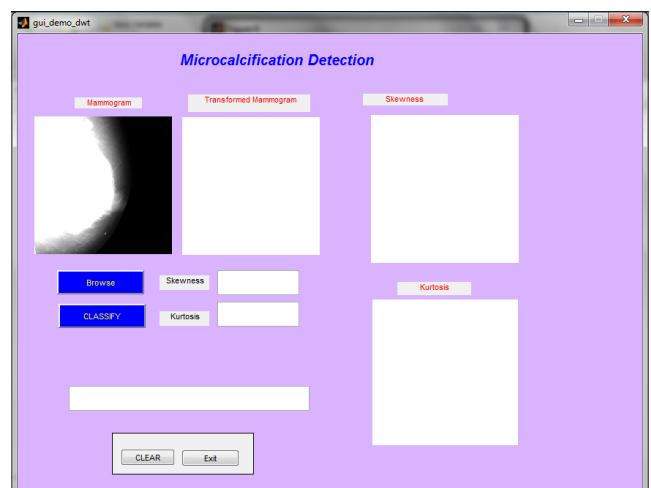 gui_demo_dwt
Microcalcification Detection
Mammogram
Transformed Mammogram
Skewness
Browse
Skewness
CLASSIFY
Kurtosis
Kurtosis
CLEAR
Exit